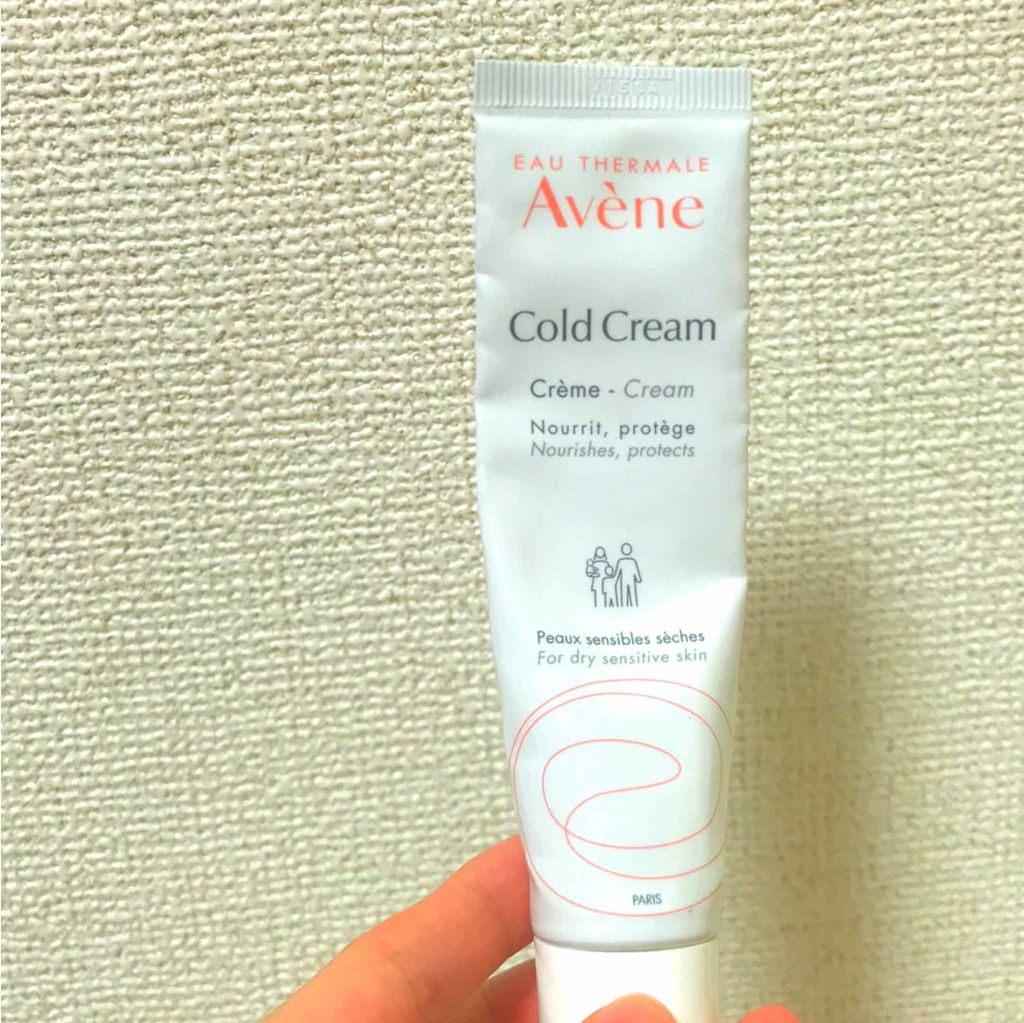 EAU THERMALE
Avène
Cold Cream
Crème - Cream
Nourrit, protège
Nourishes, protects
Peaux sensibles sèches
For dry sensitive skin
PARIS